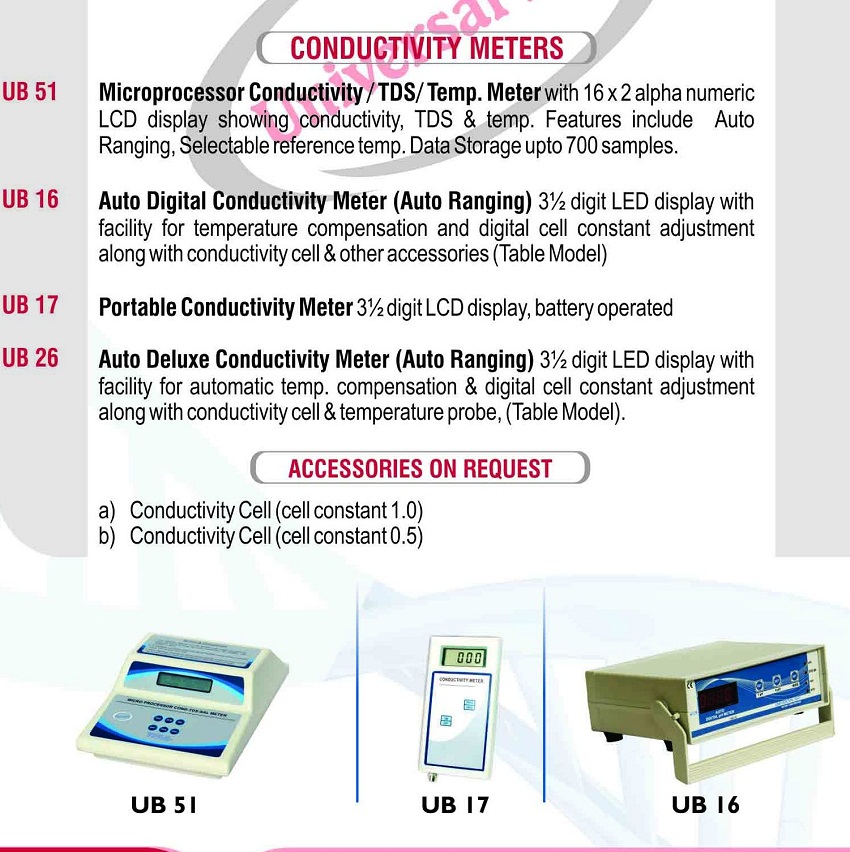 Universal
CONDUCTIVITY METERS
UB 51
Microprocessor Conductivity / TDS/ Temp. Meter with 16 x 2 alpha numeric
LCD display showing conductivity, TDS & temp. Features include Auto
Ranging, Selectable reference temp. Data Storage upto 700 samples.
UB 16
Auto Digital Conductivity Meter (Auto Ranging) 3½ digit LED display with
facility for temperature compensation and digital cell constant adjustment
along with conductivity cell & other accessories (Table Model)
UB 17
Portable Conductivity Meter 3½ digit LCD display, battery operated
UB 26
Auto Deluxe Conductivity Meter (Auto Ranging) 3½ digit LED display with
facility for automatic temp. compensation & digital cell constant adjustment
along with conductivity cell & temperature probe, (Table Model).
ACCESSORIES ON REQUEST
a) Conductivity Cell (cell constant 1.0)
b) Conductivity Cell (cell constant 0.5)
MICRO PROCESSOR COND-TDS-SAL METER
000
CONDUCTIVITY METER
AUTO
DIGITAL pH METER
UB 51
UB 17
UB 16